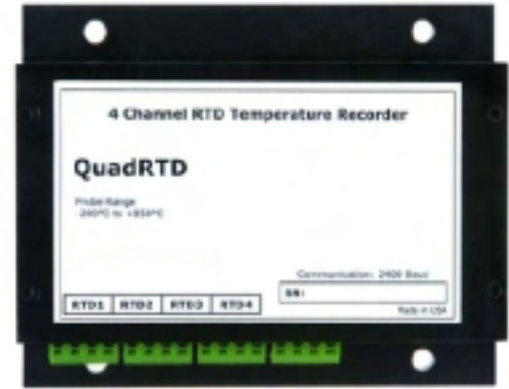 4 Channel RTD Temperature Recorder
QuadRTD
Probe Range
-200°C to +850°C
Communication: 2400 Baud
SN:
RTD1 RTD2 RTD3 RTD4
Made in USA